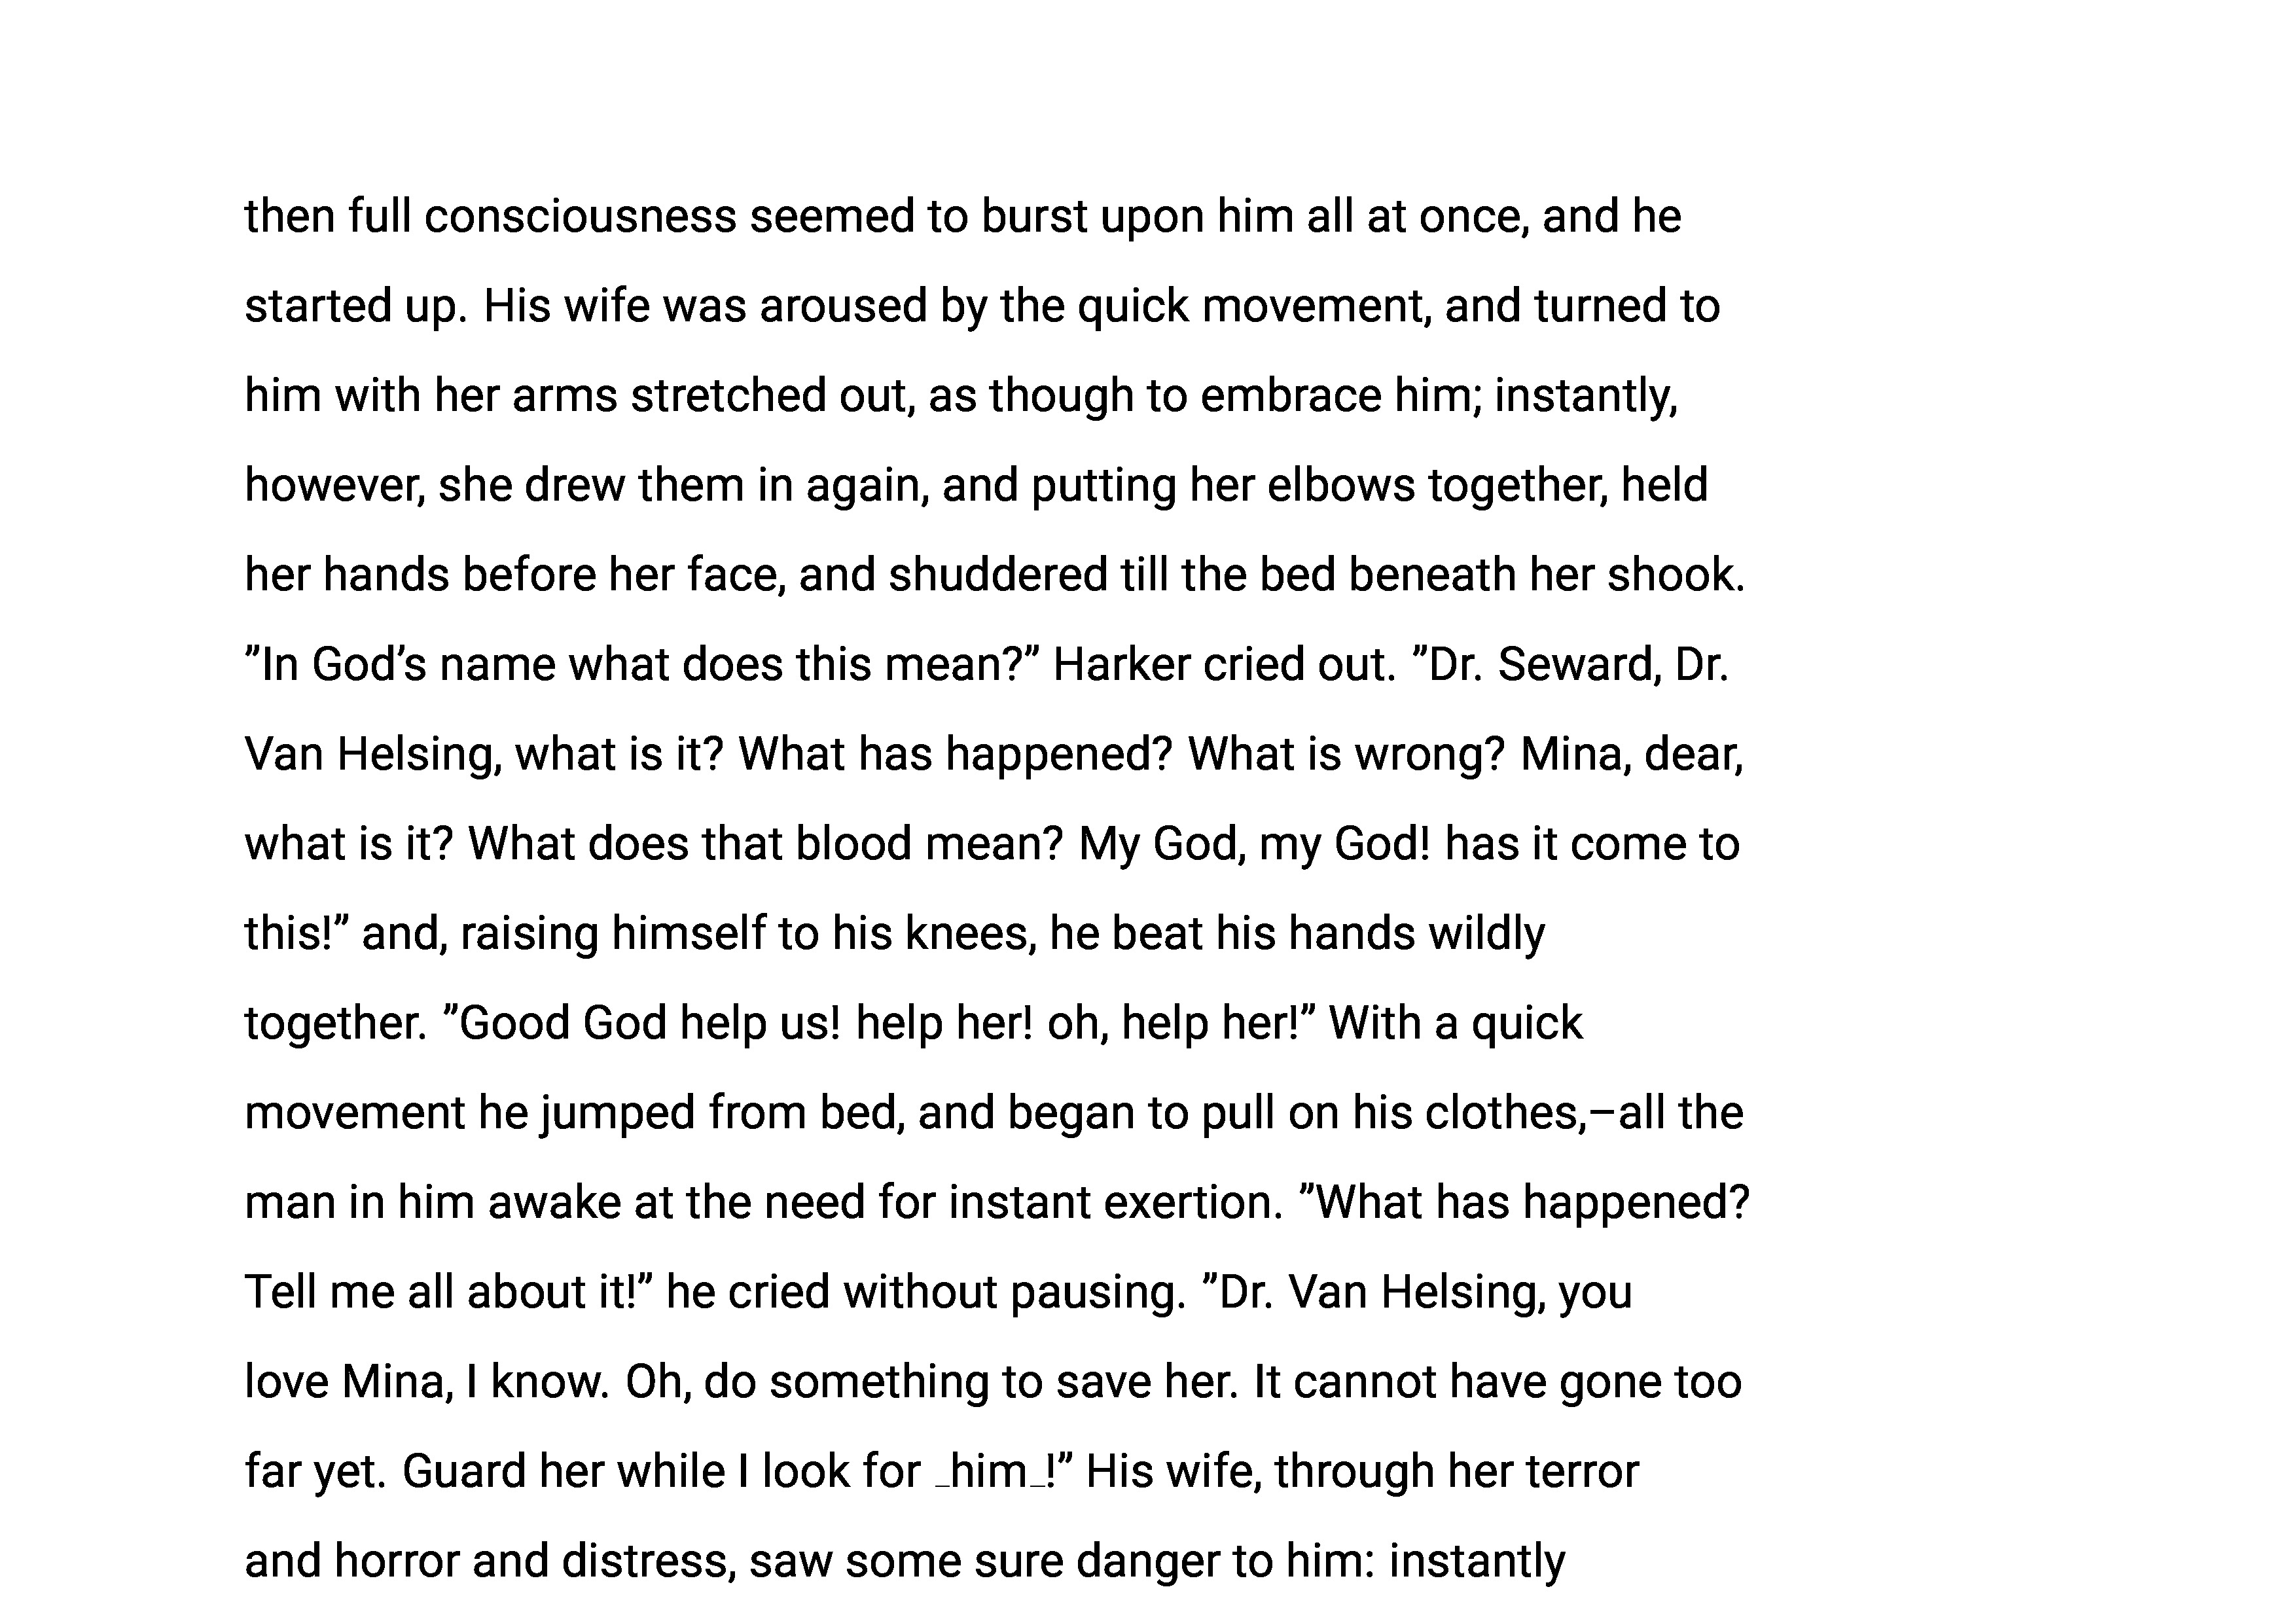 then full consciousness seemed to burst upon him all at once, and he
started up. His wife was aroused by the quick movement, and turned to
him with her arms stretched out, as though to embrace him; instantly,
however, she drew them in again, and putting her elbows together, held
her hands before her face, and shuddered till the bed beneath her shook.
”In God’s name what does this mean?” Harker cried out. ”Dr. Seward, Dr.
Van Helsing, what is it? What has happened? What is wrong? Mina, dear,
what is it? What does that blood mean? My God, my God! has it come to
this!” and, raising himself to his knees, he beat his hands wildly
together. ”Good God help us! help her! oh, help her!” With a quick
movement he jumped from bed, and began to pull on his clothes,–all the
man in him awake at the need for instant exertion. ”What has happened?
Tell me all about it!” he cried without pausing. ”Dr. Van Helsing, you
love Mina, I know. Oh, do something to save her. It cannot have gone too
far yet. Guard her while I look for _him_!” His wife, through her terror
and horror and distress, saw some sure danger to him: instantly